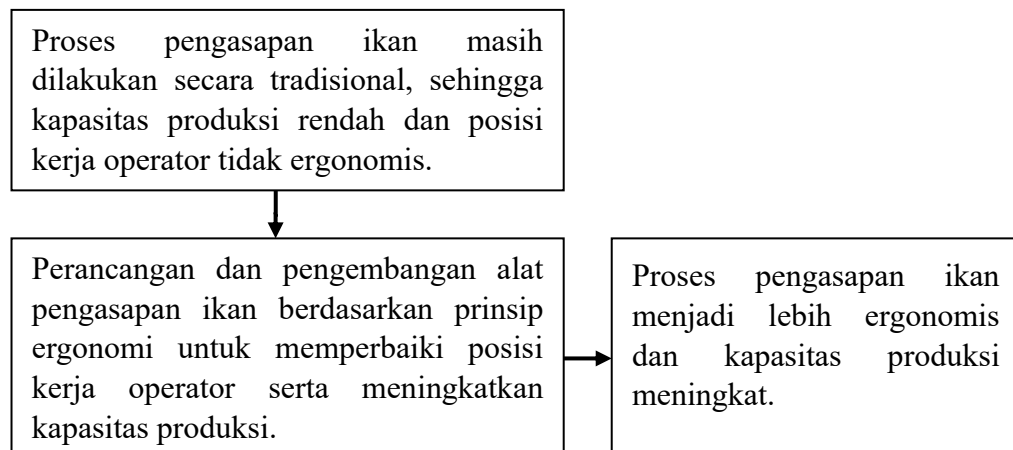 Proses pengasapan ikan masih
dilakukan secara tradisional, sehingga
kapasitas produksi rendah dan posisi
kerja operator tidak ergonomis.
Perancangan dan pengembangan alat
pengasapan ikan berdasarkan prinsip
ergonomi untuk memperbaiki posisi
kerja operator serta meningkatkan
kapasitas produksi.
Proses pengasapan ikan
menjadi lebih ergonomis
dan kapasitas produksi
meningkat.